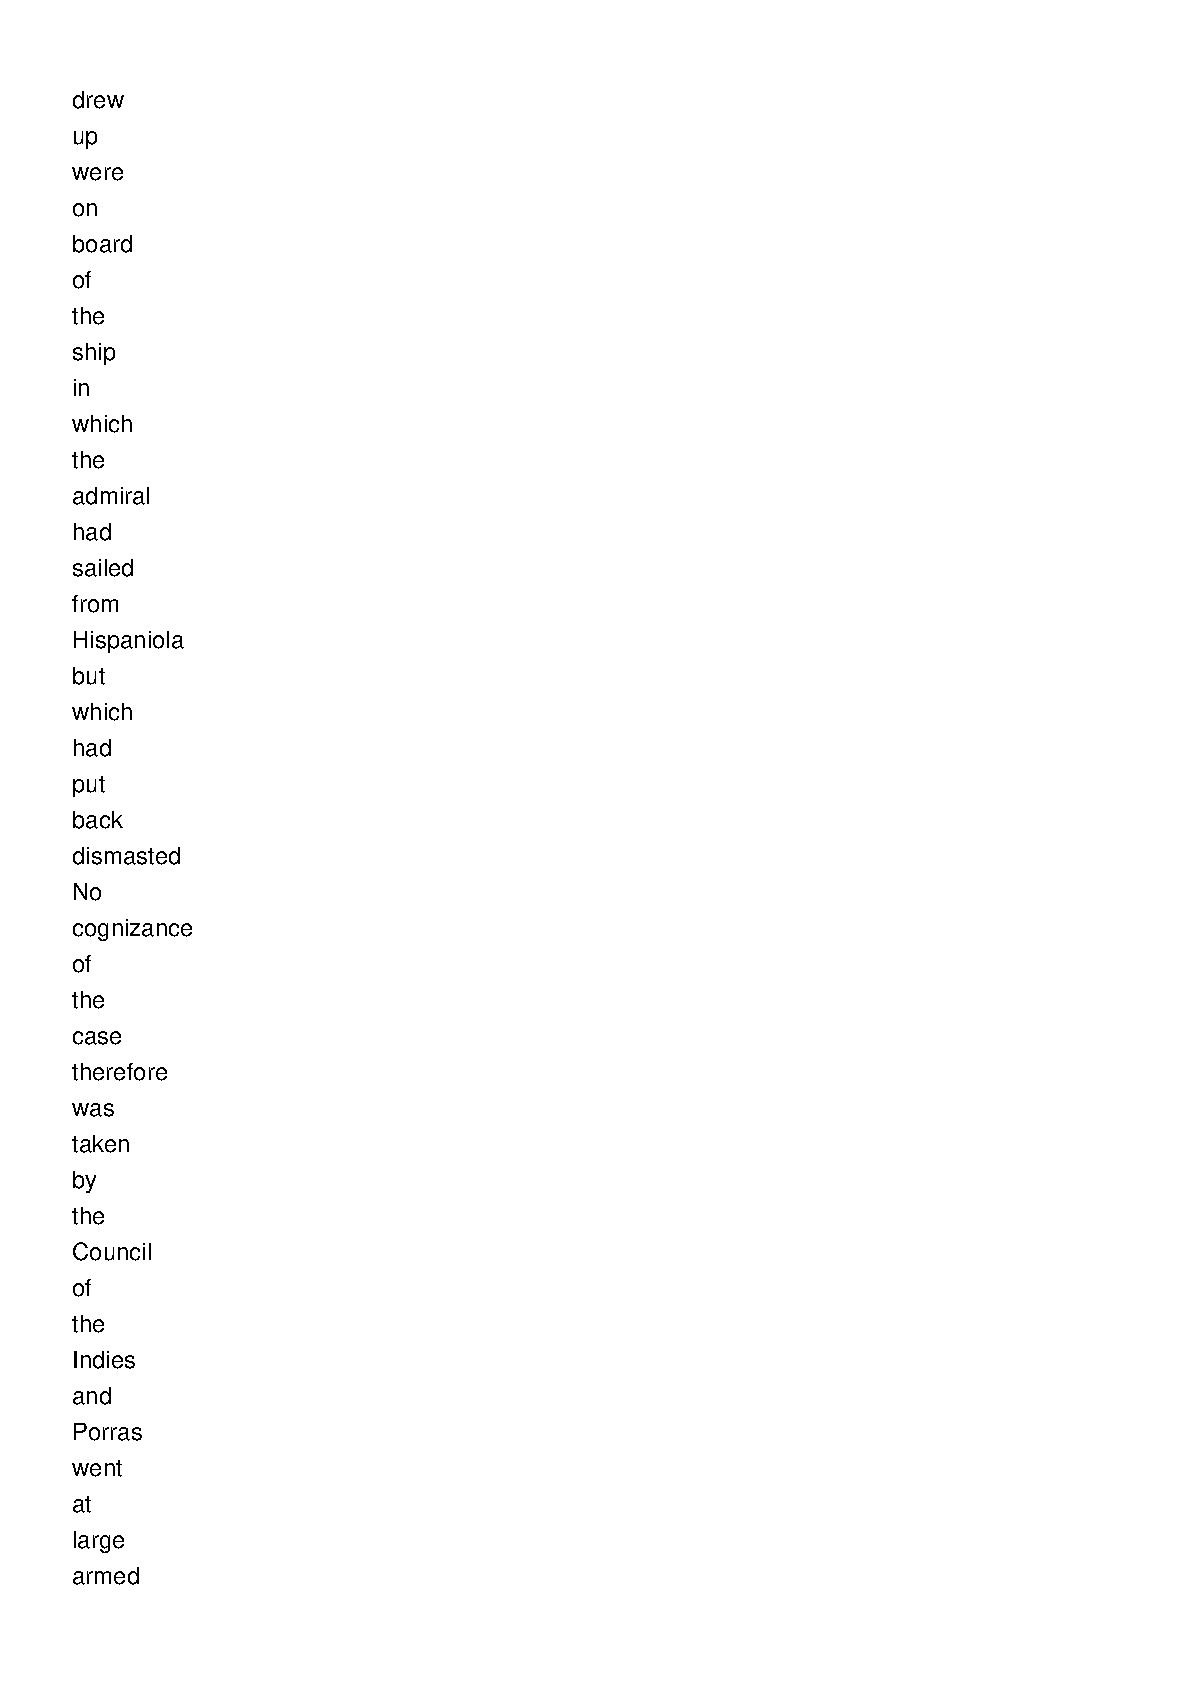 drew
up
were
on
board
of
the
ship
in
which
the
admiral
had
sailed
from
Hispaniola
but
which
had
put
back
dismasted
No
cognizance
of
the
case
therefore
was
taken
by
the
Council
of
the
Indies
and
Porras
went
at
large
armed